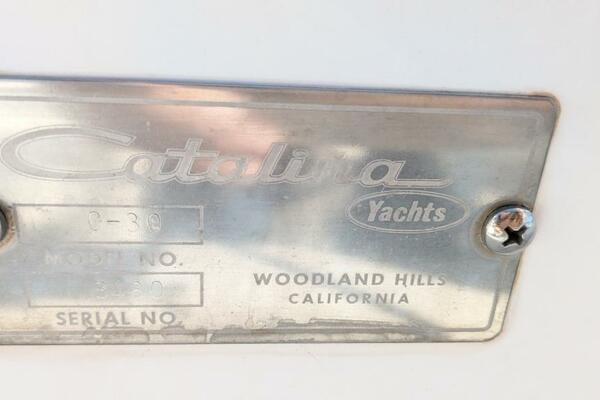 Catalina
Yachts
C-30
MODEL NO.
SERIAL NO.
WOODLAND HILLS
CALIFORNIA